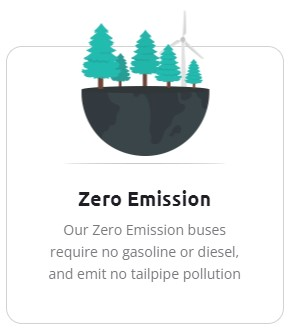 Zero Emission
Our Zero Emission buses
require no gasoline or diesel,
and emit no tailpipe pollution